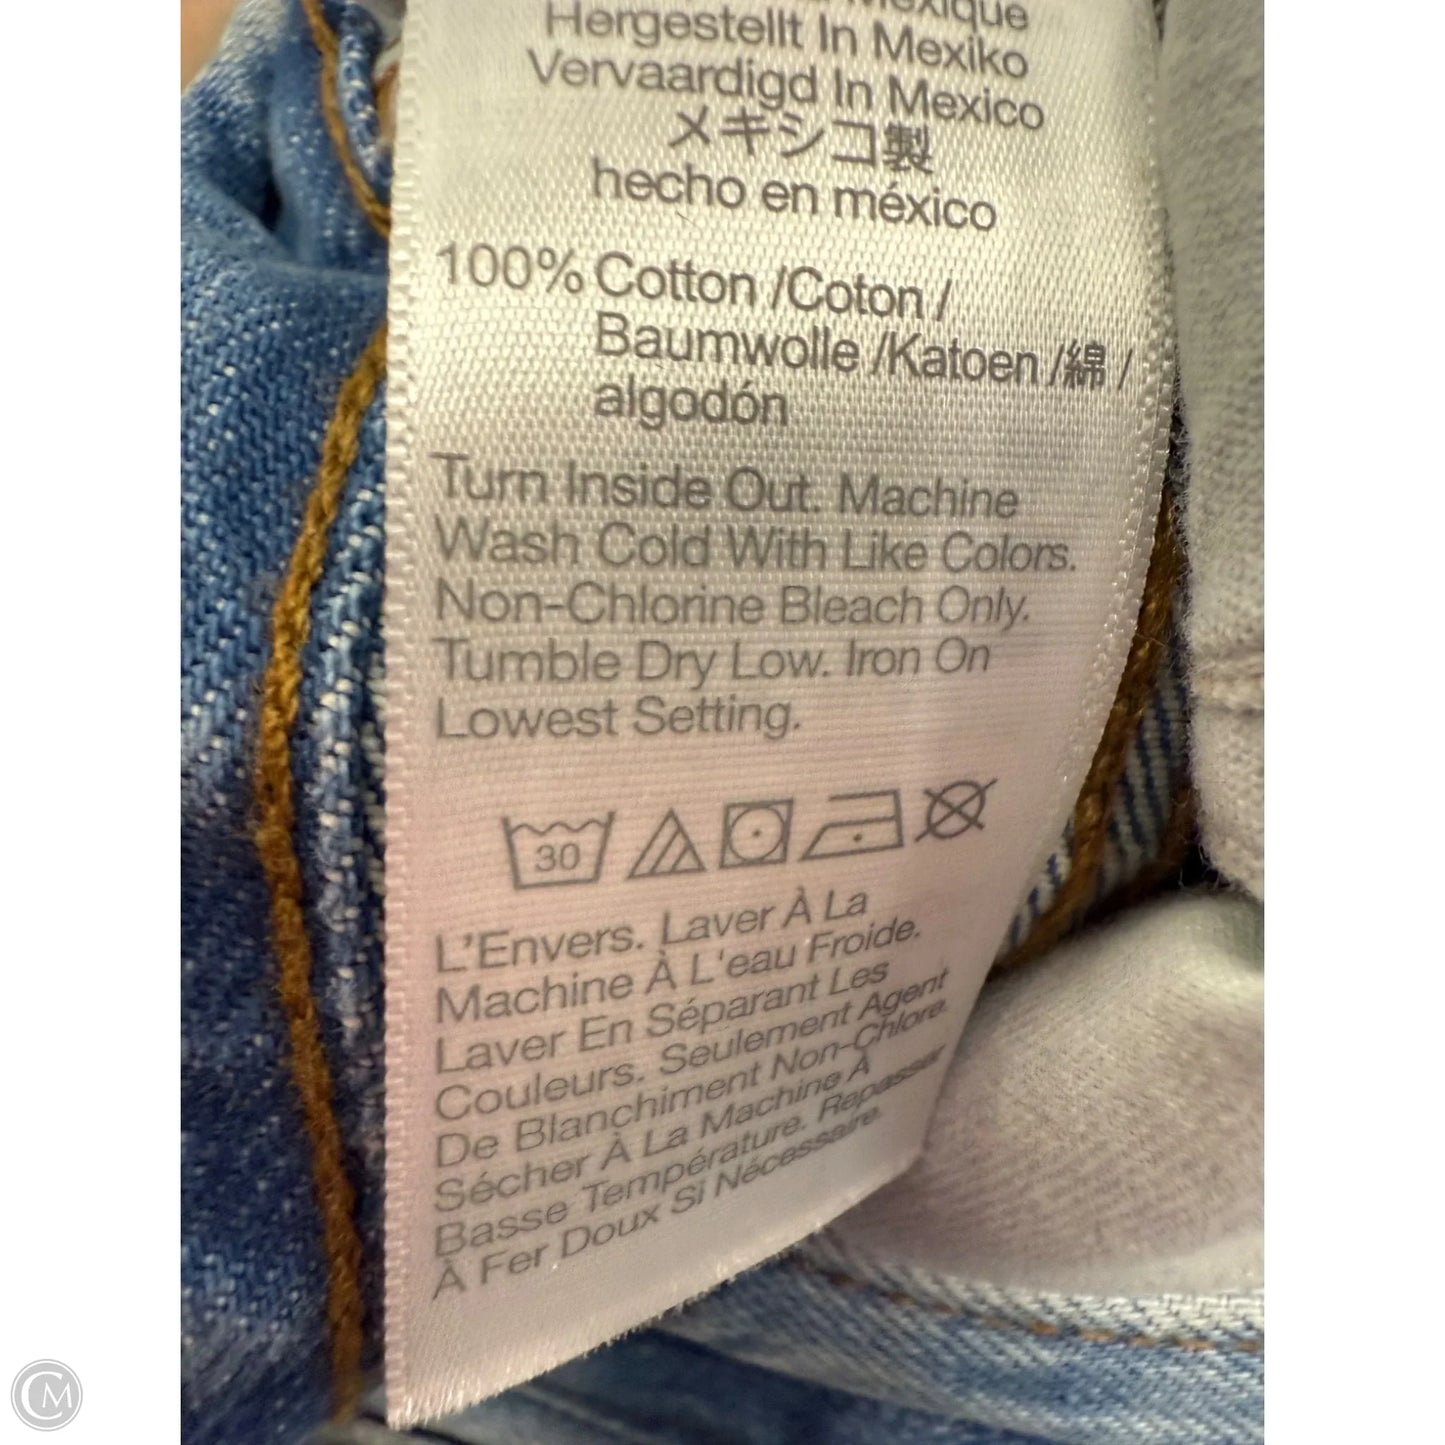 Mexique
Hergestellt In Mexiko
Vervaardigd In Mexico
メキシコ製
hecho en méxico
100% Cotton /Coton /
Baumwolle /Katoen /綿 /
algodón
Turn Inside Out. Machine
Wash Cold With Like Colors.
Non-Chlorine Bleach Only.
Tumble Dry Low. Iron On
Lowest Setting.
30
L'Envers. Laver À La
Machine À L'eau Froide.
Laver En Séparant Les
Couleurs. Seulement Agent
De Blanchiment Non-Chlore.
Sécher À La Machine À
Basse Température. Repasser
À Fer Doux Si Nécessaire.
CM